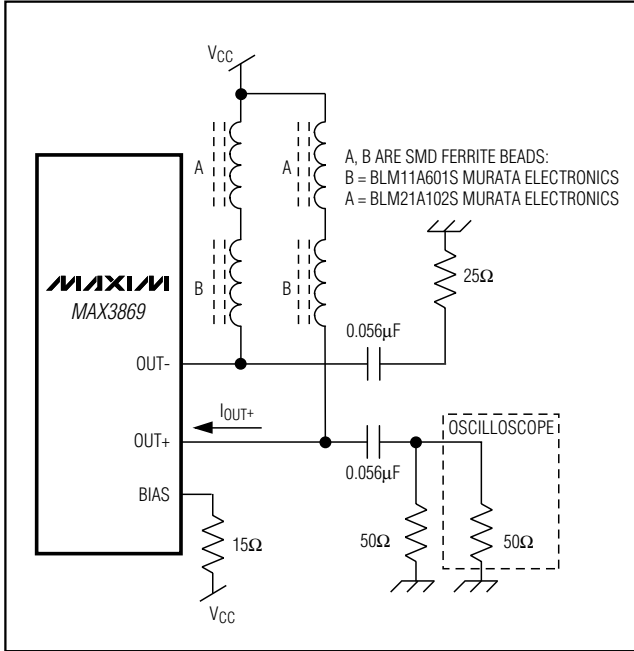 VCC
A
A
A, B ARE SMD FERRITE BEADS:
B = BLM11A601S MURATA ELECTRONICS
A = BLM21A102S MURATA ELECTRONICS
B
B
25Ω
MAXIM
MAX3869
0.056µF
OUT-
IOUT+
OUT+
OSCILLOSCOPE
0.056µF
BIAS
15Ω
50Ω
50Ω
VCC